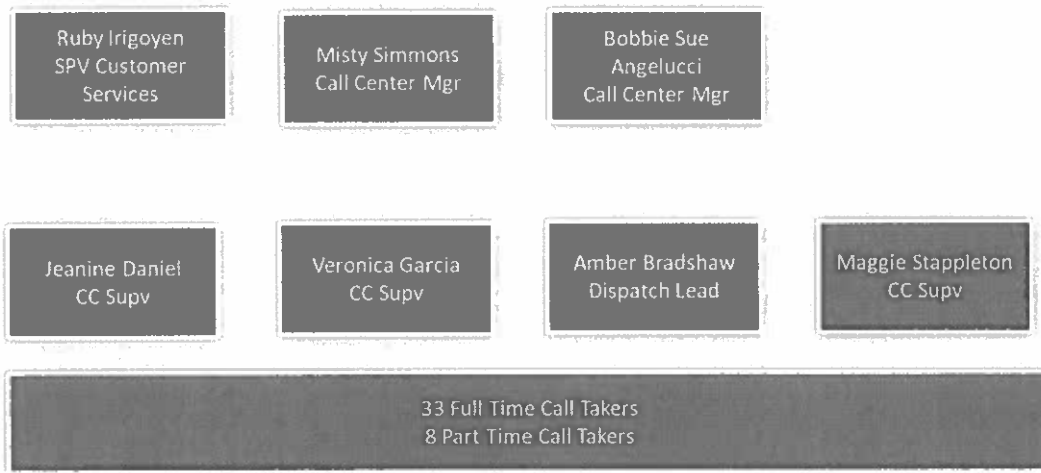 Ruby Irigoyen
SPV Customer
Services
Misty Simmons
Call Center Mgr
Bobbie Sue
Angelucci
Call Center Mgr
Jeanine Daniel
CC Supv
Veronica Garcia
CC Supv
Amber Bradshaw
Dispatch Lead
Maggie Stappleton
CC Supv
33 Full Time Call Takers
8 Part Time Call Takers